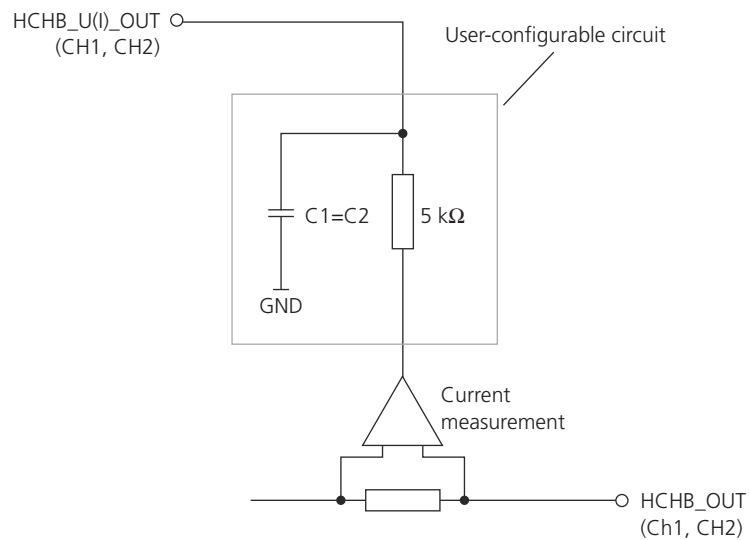 HCHB_U(I)_OUT
(CH1, CH2)
User-configurable circuit
C1=C2
5 kΩ
GND
Current
measurement
HCHB_OUT
(Ch1, CH2)